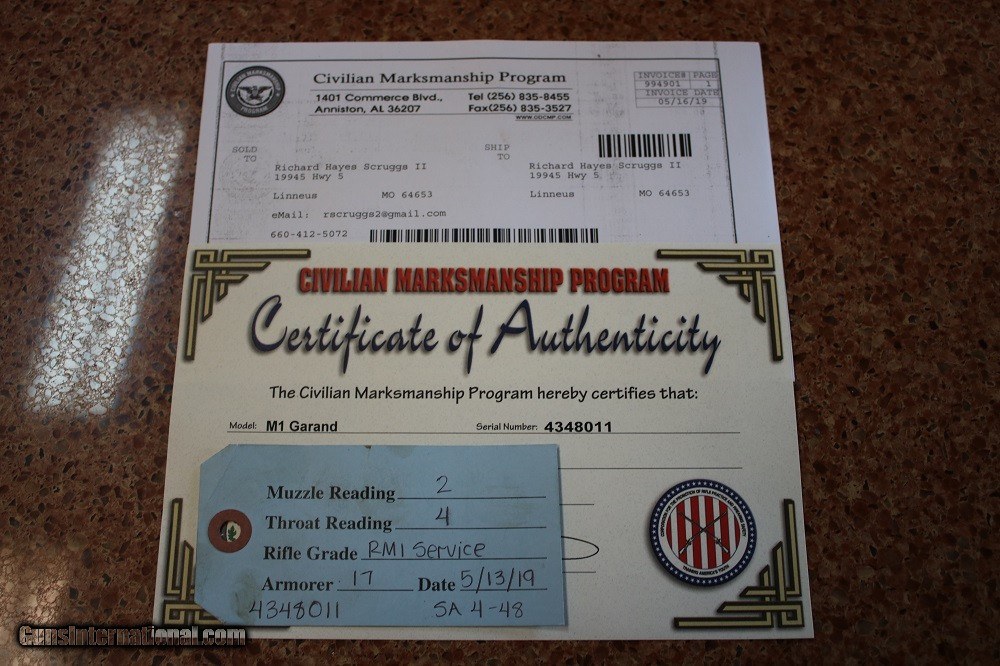 Civilian Marksmanship Program
1401 Commerce Blvd., Tel (256) 835-8455
Anniston, AL 36207 Fax(256) 835-3527
WWW.ODCMP.COM
INVOICE# PAGE
994901 1
INVOICE DATE
05/16/19
SOLD TO
SHIP TO
Richard Hayes Scruggs II Richard Hayes Scruggs II
19945 Hwy 5 19945 Hwy 5
Linneus MO 64653 Linneus MO 64653
eMail: rscruggs2@gmail.com
660-412-5072
CIVILIAN MARKSMANSHIP PROGRAM
Certificate of Authenticity
The Civilian Marksmanship Program hereby certifies that:
Model: M1 Garand Serial Number: 4348011
Muzzle Reading 2
Throat Reading 4
Rifle Grade RM1 Service
Armorer 17 Date 5/13/19
4348011 SA 4-48
GunsInternational.com